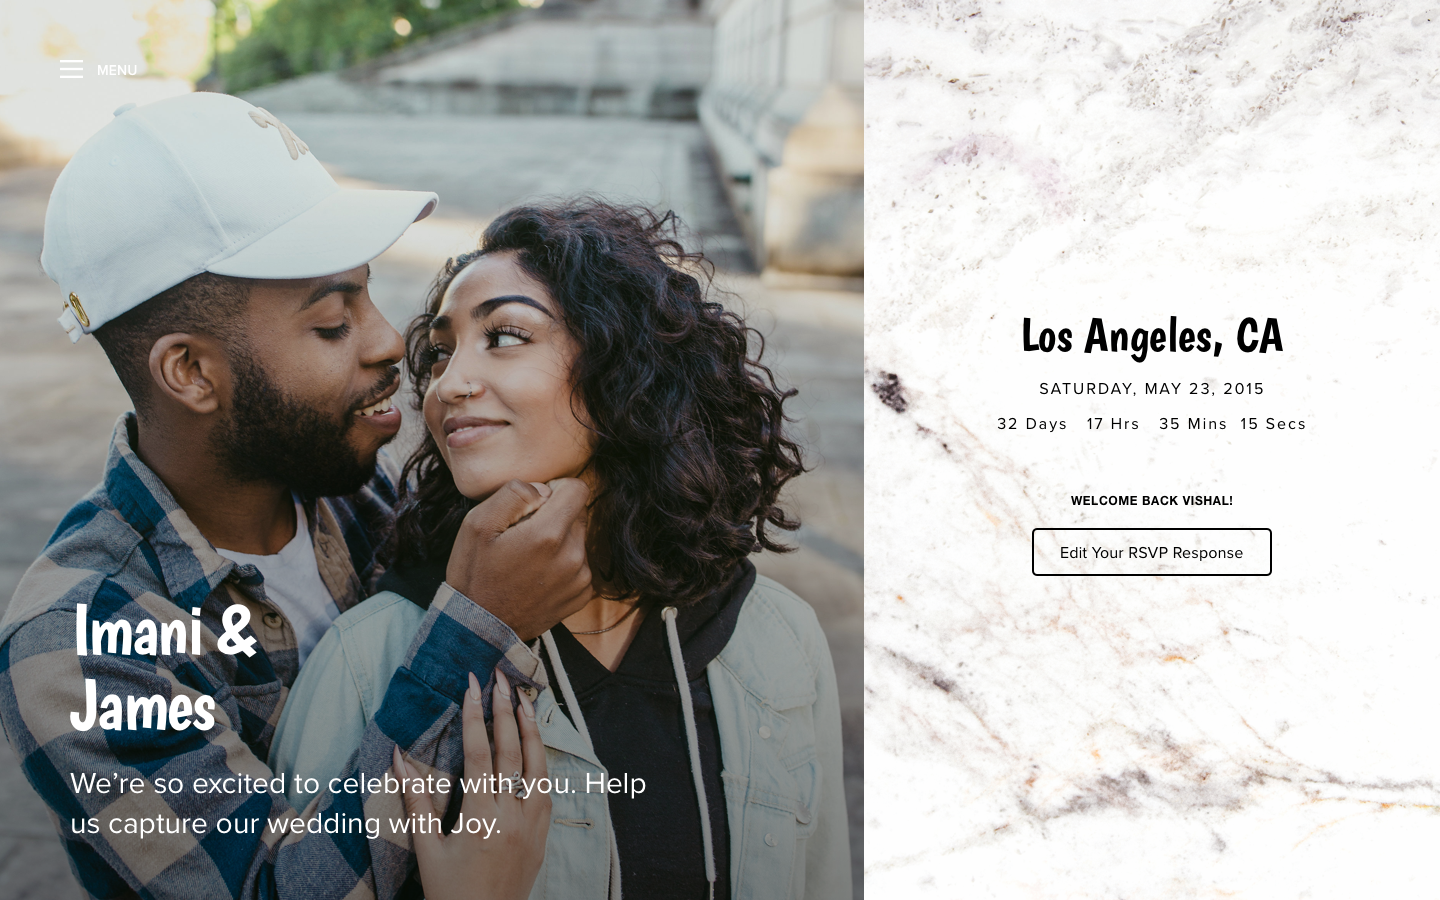 MENU
Imani &
James
We’re so excited to celebrate with you. Help
us capture our wedding with Joy.
Los Angeles, CA
SATURDAY, MAY 23, 2015
32 Days 17 Hrs 35 Mins 15 Secs
WELCOME BACK VISHAL!
Edit Your RSVP Response